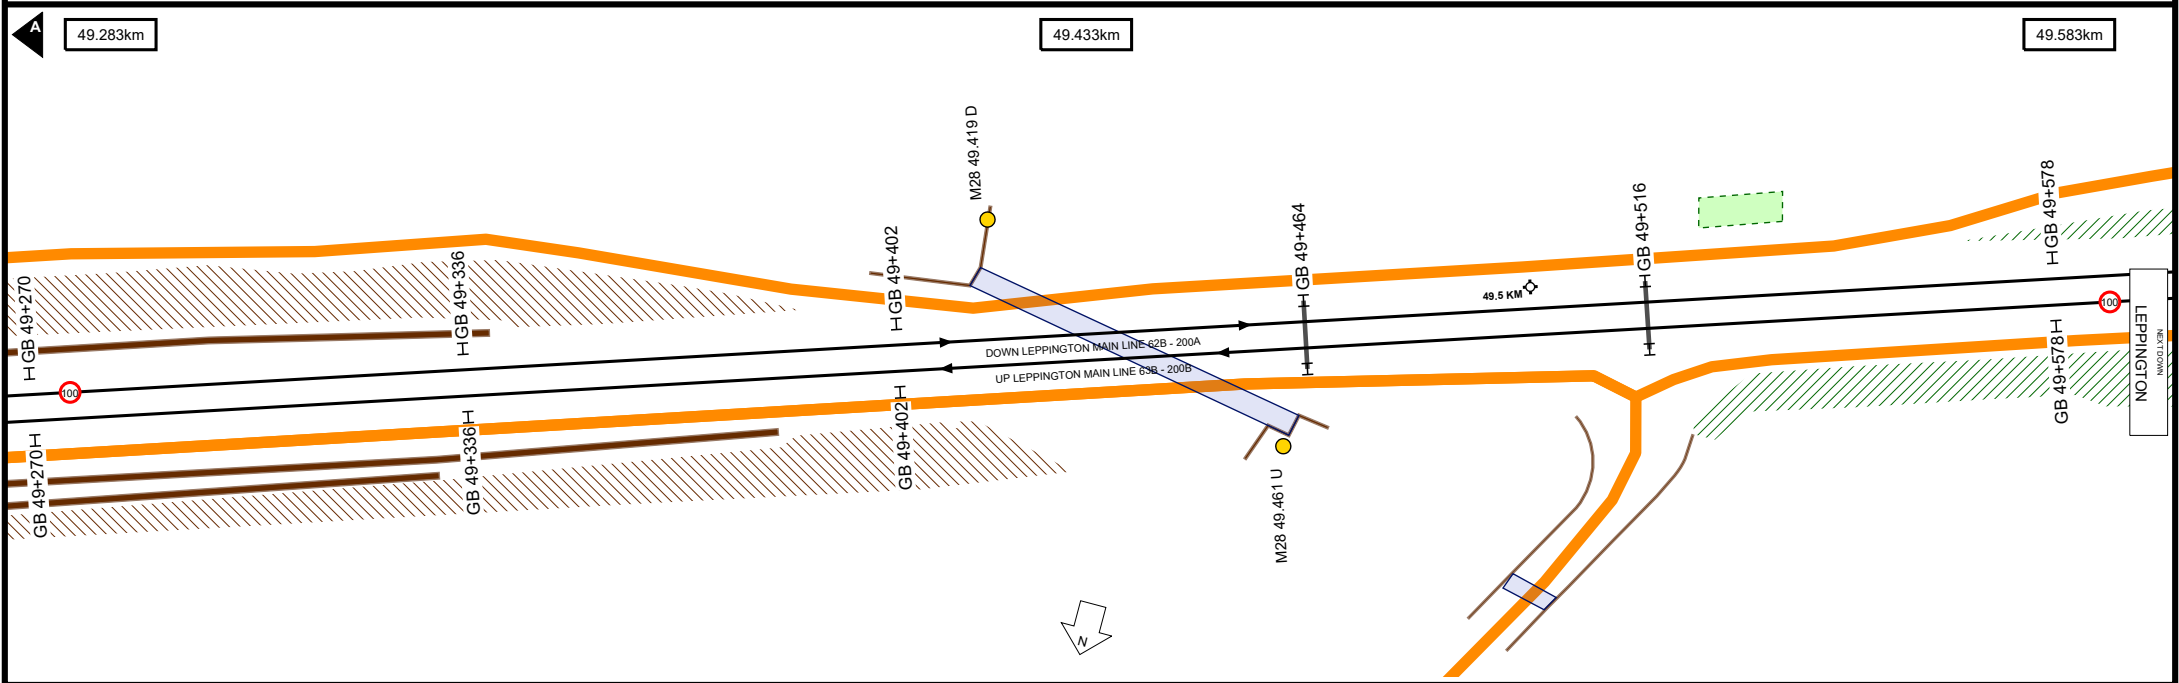 A
49.283km
49.433km
49.583km
M28 49.419 D
GB 49+270
GB 49+336
GB 49+402
GB 49+464
GB 49+516
GB 49+578
49.5 KM
100
100
DOWN LEPPINGTON MAIN LINE 62B - 200A
UP LEPPINGTON MAIN LINE 63B - 200B
LEPPINGTON
NEXT DOWN
GB 49+270
GB 49+336
GB 49+402
GB 49+578
M28 49.461 U
N